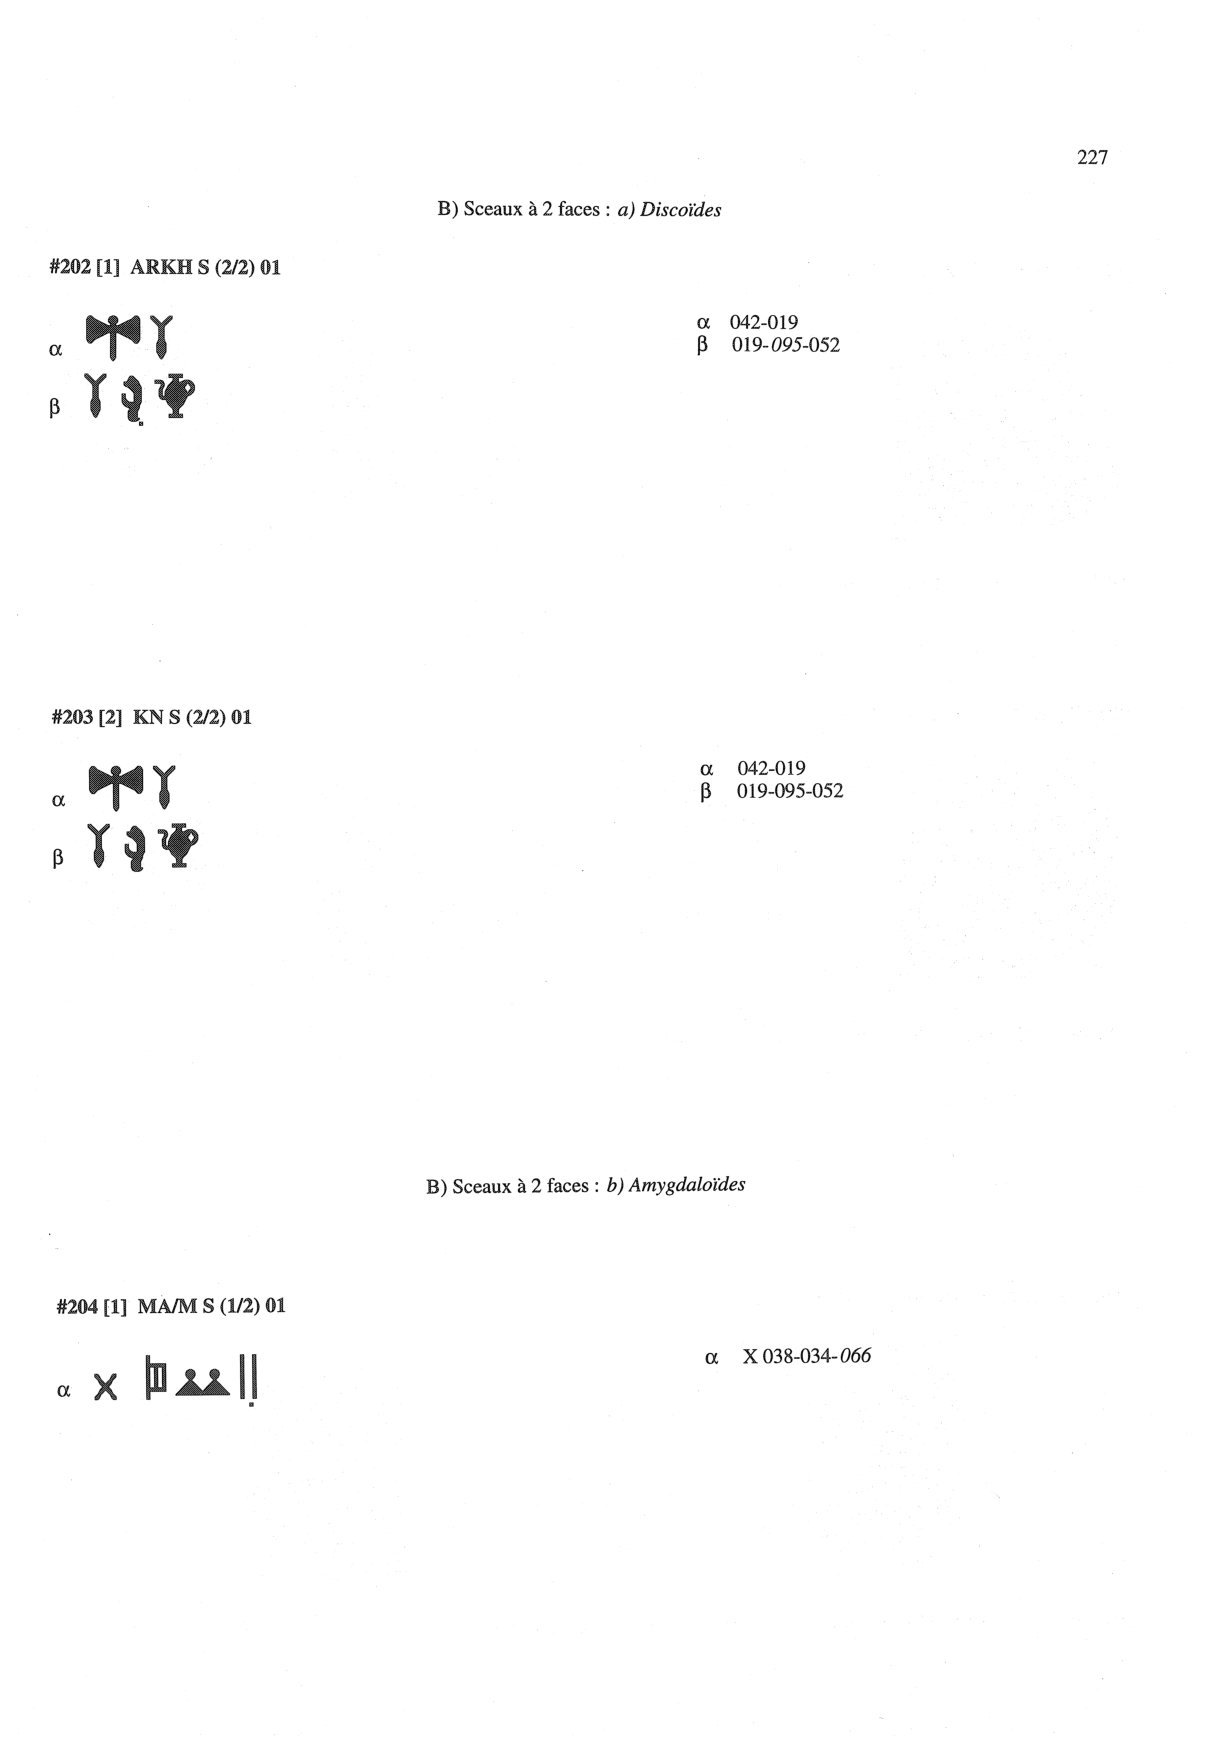 227
B) Sceaux à 2 faces : a) Discoïdes
#202 [1] ARKH S (2/2) 01
α 𔐀 α 042-019
β β 019-095-052
#203 [2] KN S (2/2) 01
α α 042-019
β β 019-095-052
B) Sceaux à 2 faces : b) Amygdaloïdes
#204 [1] MA/M S (1/2) 01
α X α X 038-034-066